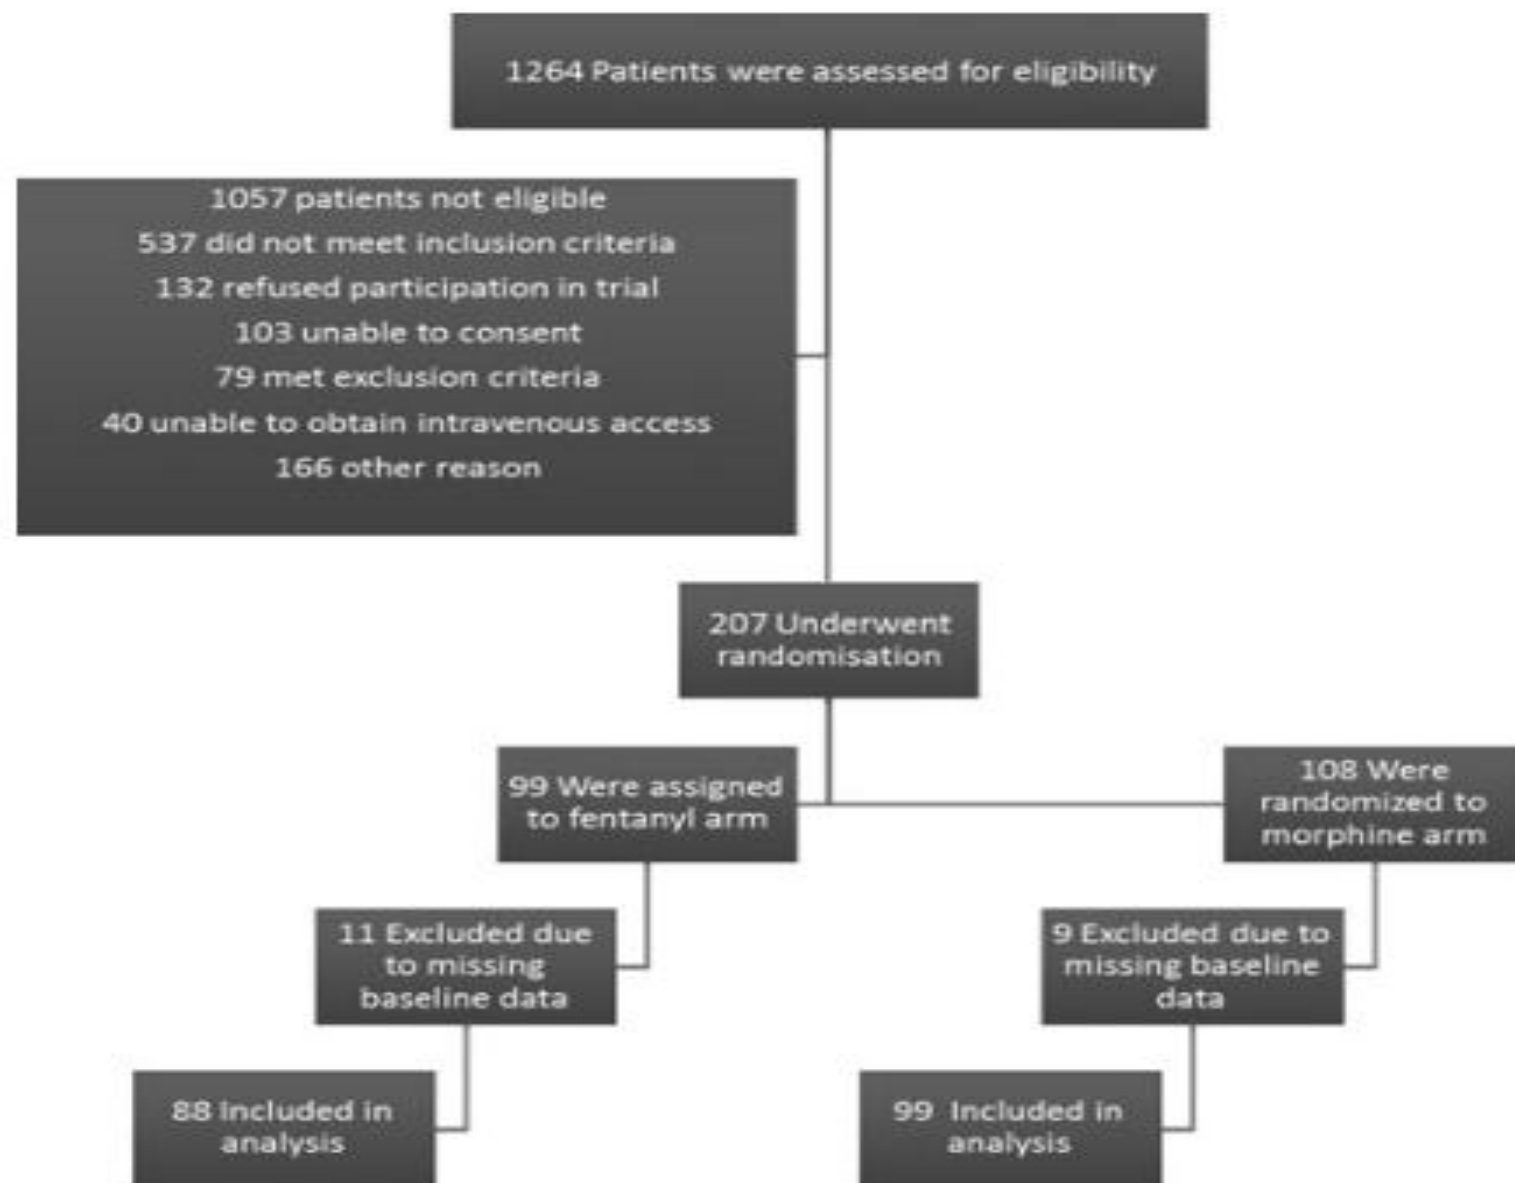 1264 Patients were assessed for eligibility
1057 patients not eligible
537 did not meet inclusion criteria
132 refused participation in trial
103 unable to consent
79 met exclusion criteria
40 unable to obtain intravenous access
166 other reason
207 Underwent
randomisation
99 Were assigned
to fentanyl arm
108 Were
randomized to
morphine arm
11 Excluded due
to missing
baseline data
9 Excluded due to
missing baseline
data
88 Included in
analysis
99 Included in
analysis